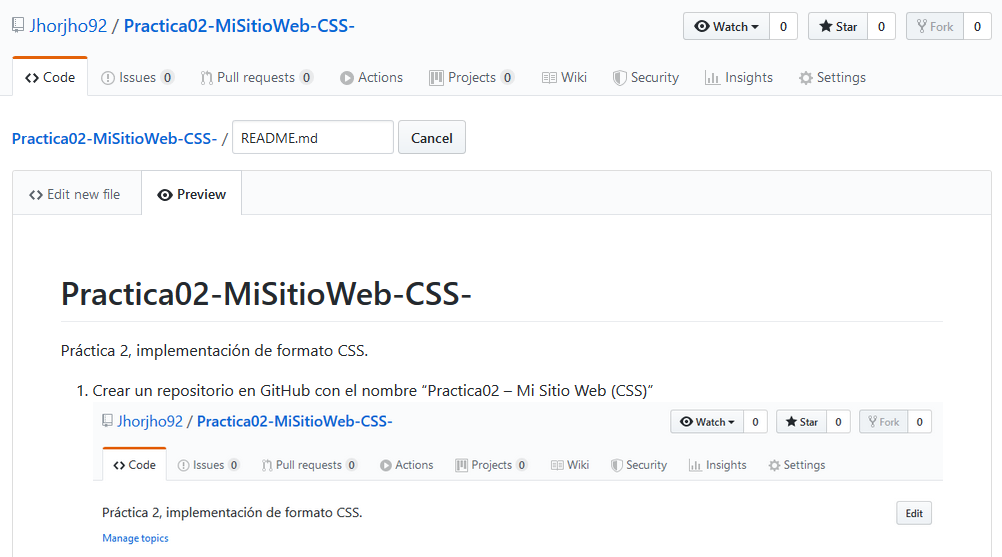 Jhorjho92 / Practica02-MiSitioWeb-CSS- Watch 0 Star 0 Fork 0
Code Issues 0 Pull requests 0 Actions Projects 0 Wiki Security Insights Settings
Practica02-MiSitioWeb-CSS- / README.md Cancel
Edit new file Preview
Practica02-MiSitioWeb-CSS-
Práctica 2, implementación de formato CSS.
1. Crear un repositorio en GitHub con el nombre “Practica02 – Mi Sitio Web (CSS)”
Jhorjho92 / Practica02-MiSitioWeb-CSS- Watch 0 Star 0 Fork 0
Code Issues 0 Pull requests 0 Actions Projects 0 Wiki Security Insights Settings
Práctica 2, implementación de formato CSS. Edit
Manage topics